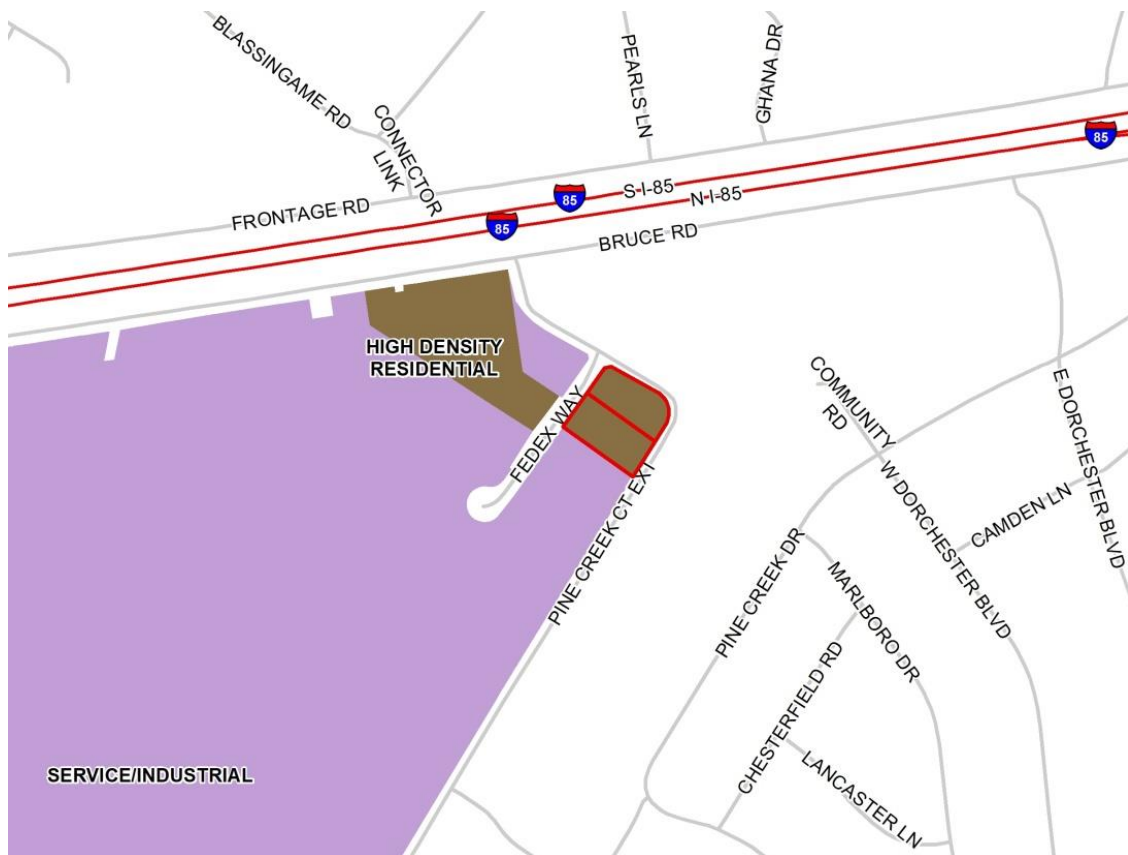 BLASSINGAME RD
CONNECTOR
LINK
PEARLS LN
GHANA DR
FRONTAGE RD
85
S I-85
85
N I-85
85
BRUCE RD
HIGH DENSITY
RESIDENTIAL
FEDEX WAY
PINE CREEK CT EXT
COMMUNITY
RD
E DORCHESTER BLVD
W DORCHESTER BLVD
CAMDEN LN
PINE CREEK DR
MARLBORO DR
CHESTERFIELD RD
LANCASTER LN
SERVICE/INDUSTRIAL